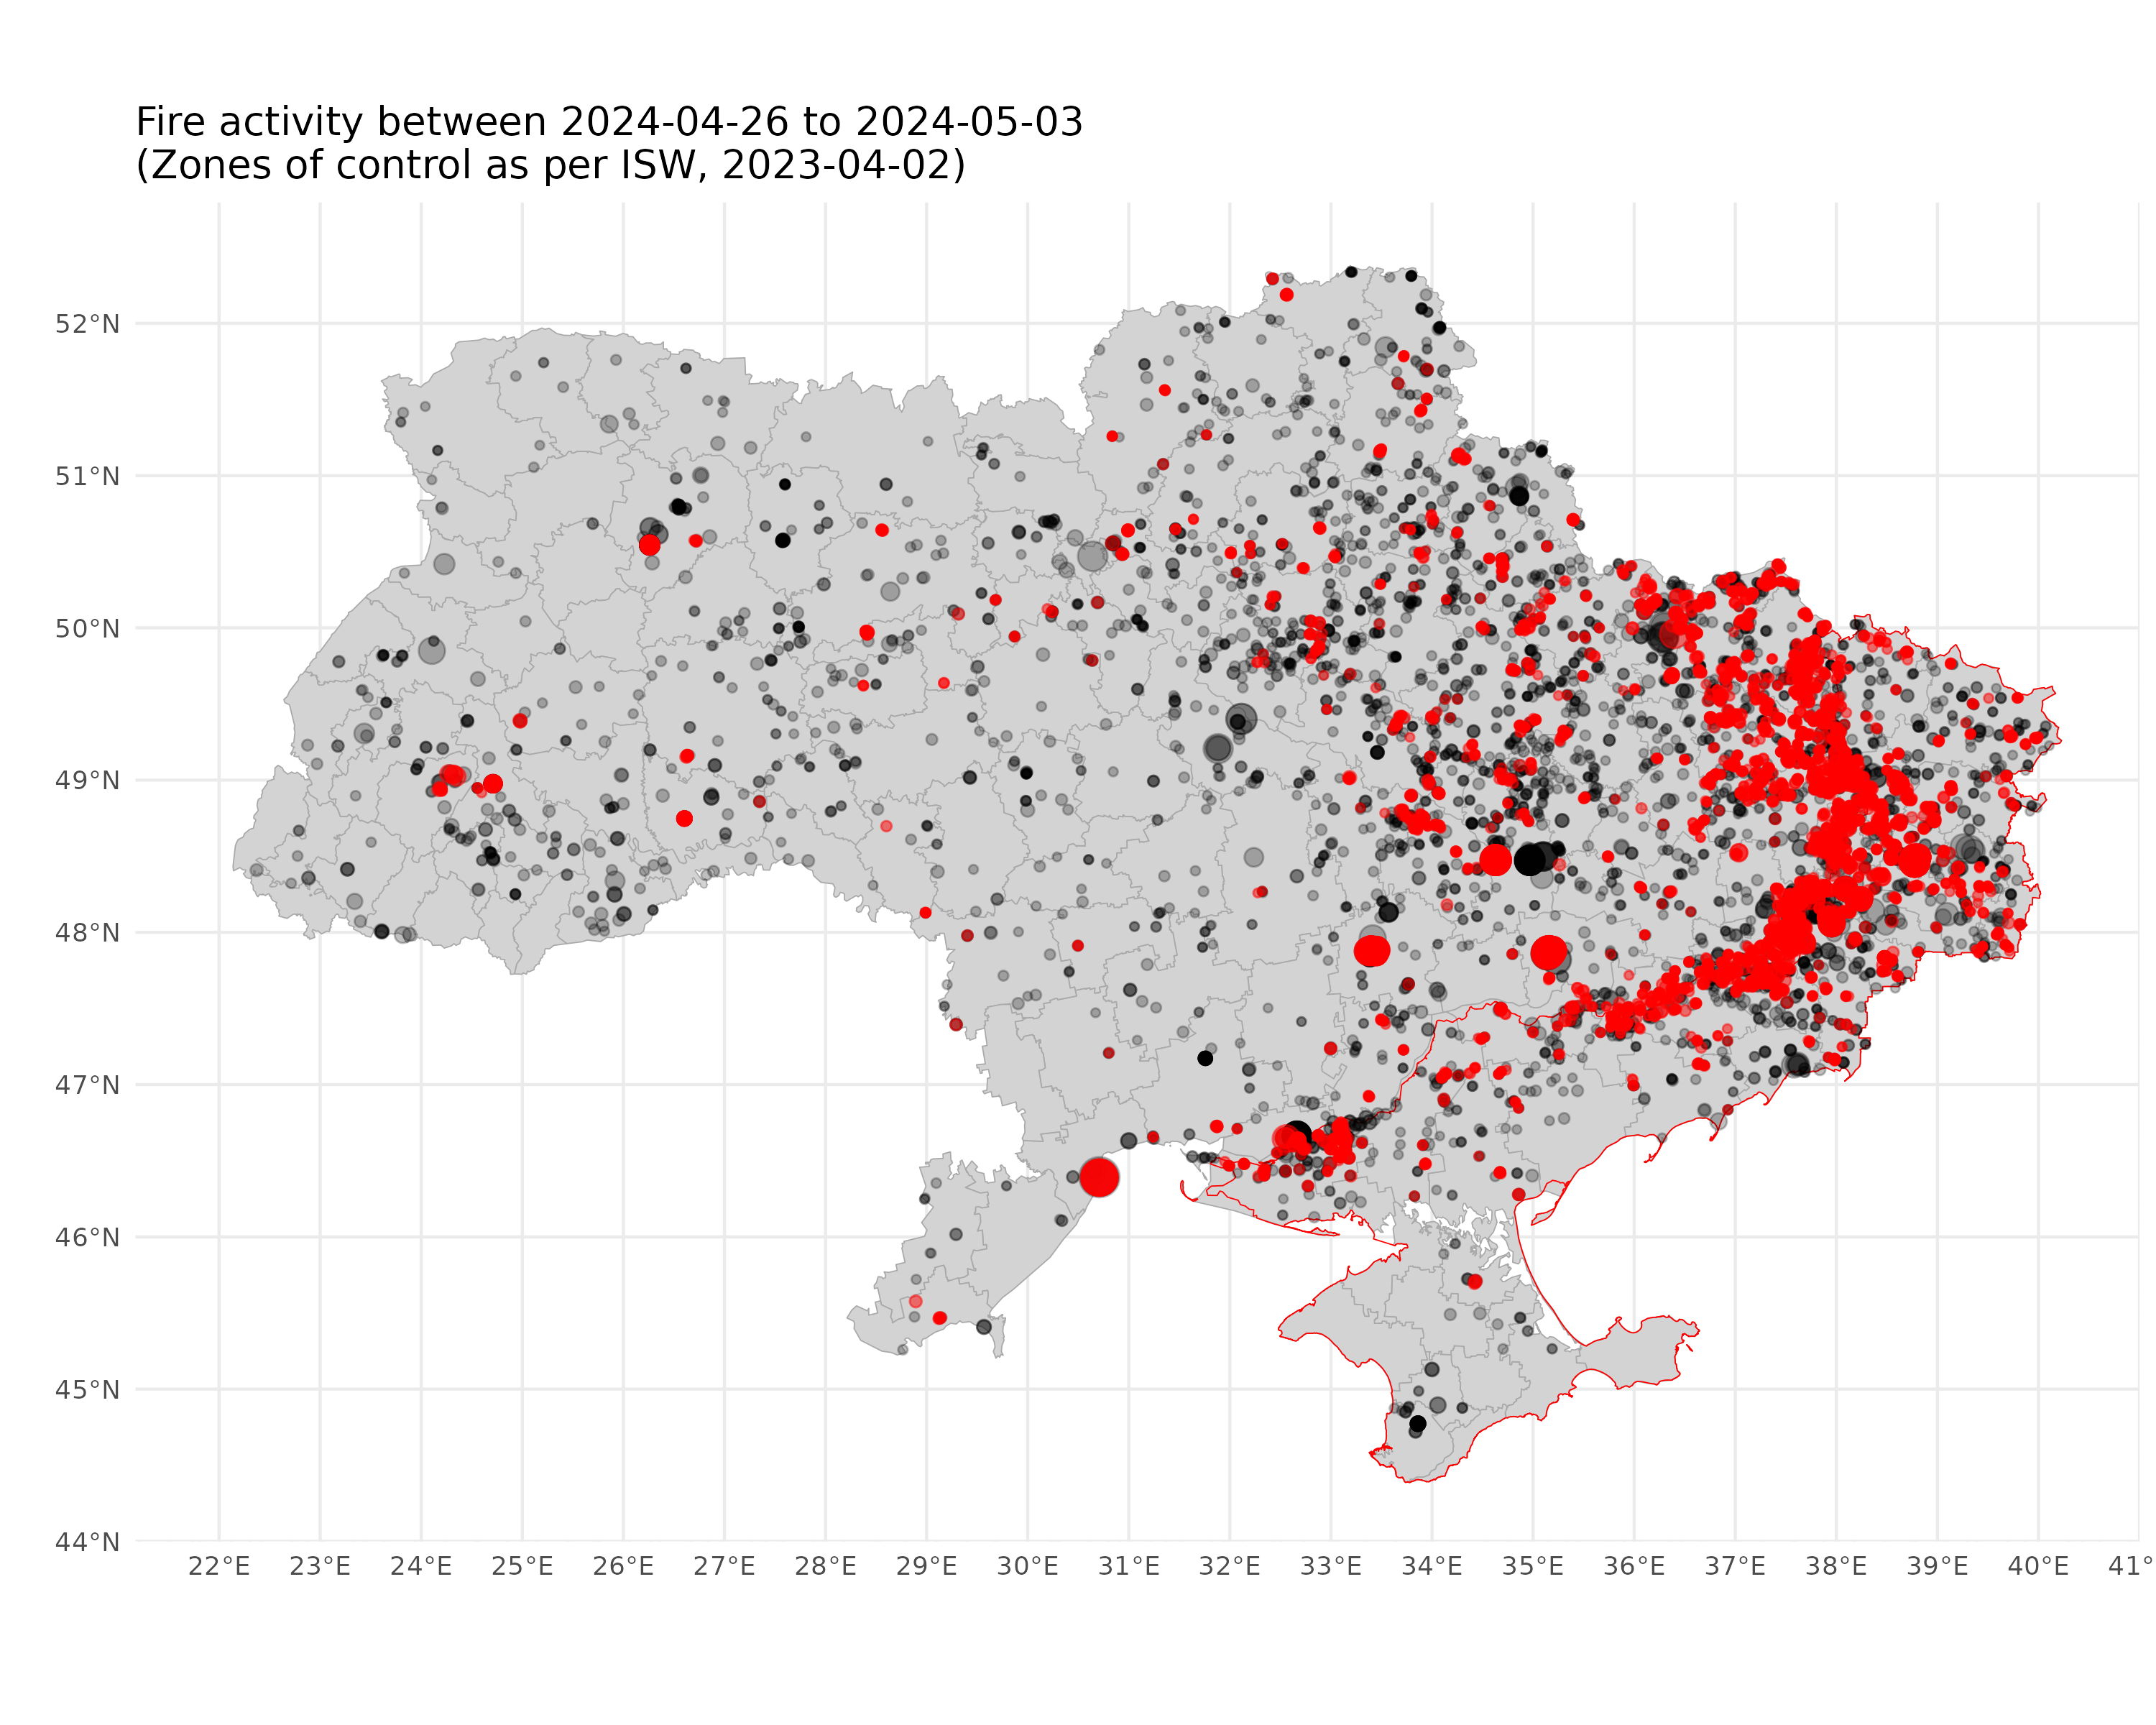 Fire activity between 2024-04-26 to 2024-05-03
(Zones of control as per ISW, 2023-04-02)
52°N
51°N
50°N
49°N
48°N
47°N
46°N
45°N
44°N
22°E 23°E 24°E 25°E 26°E 27°E 28°E 29°E 30°E 31°E 32°E 33°E 34°E 35°E 36°E 37°E 38°E 39°E 40°E 41°